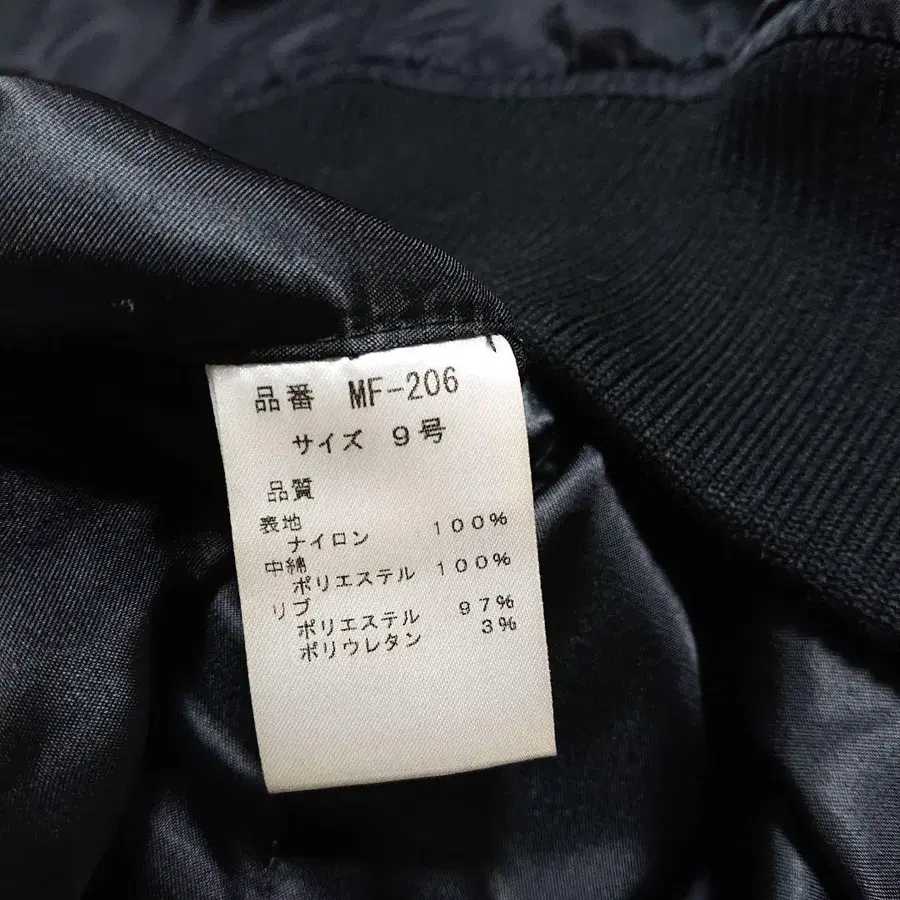 品番 MF-206
サイズ 9号
品質
表地
ナイロン 100%
中綿
ポリエステル 100%
リブ
ポリエステル 97%
ポリウレタン 3%